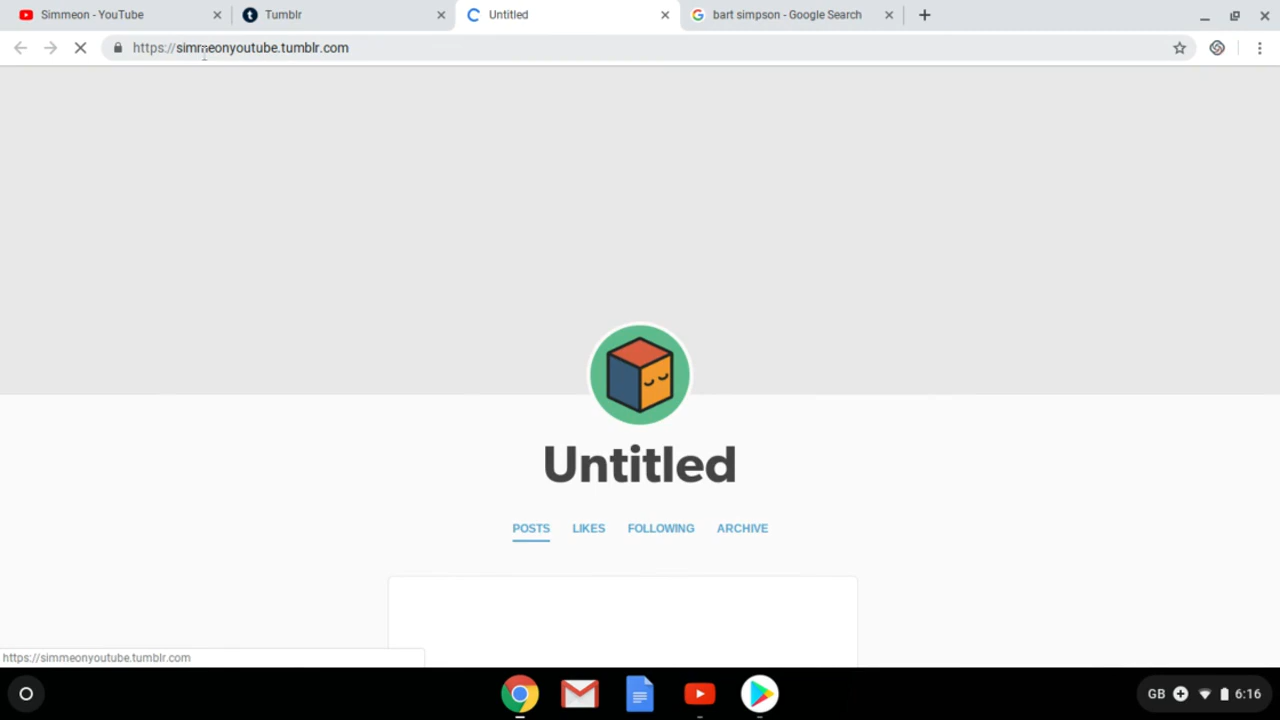 Simmeon - YouTube
Tumblr
Untitled
bart simpson - Google Search
https://simmeonyoutube.tumblr.com
Untitled
POSTS LIKES FOLLOWING ARCHIVE
https://simmeonyoutube.tumblr.com
GB 6:16